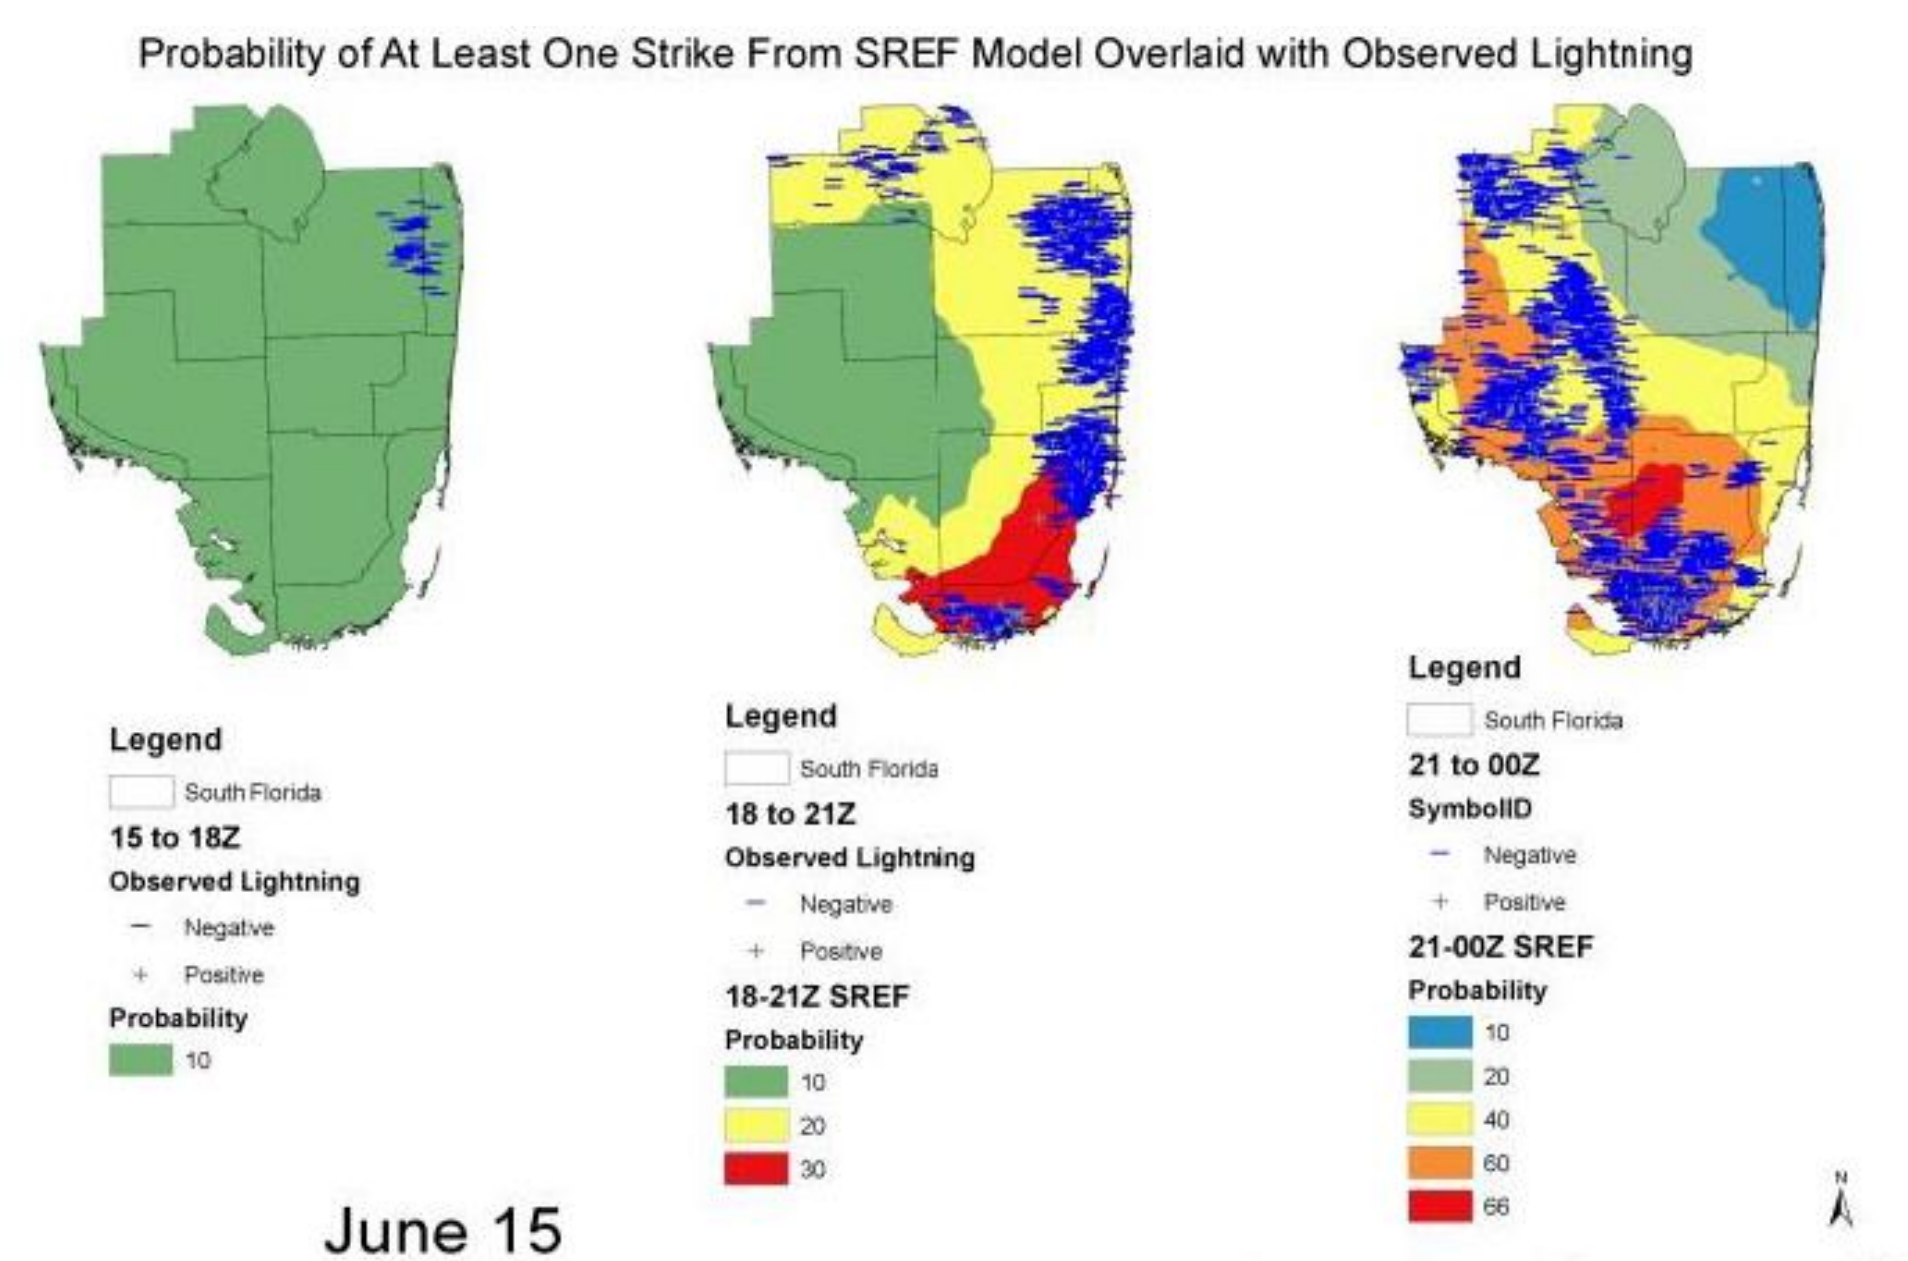 Probability of At Least One Strike From SREF Model Overlaid with Observed Lightning
Legend
South Florida
15 to 18Z
Observed Lightning
Negative
Positive
Probability
10
Legend
South Florida
18 to 21Z
Observed Lightning
Negative
Positive
18-21Z SREF
Probability
10
20
30
Legend
South Florida
21 to 00Z
SymbolID
Negative
Positive
21-00Z SREF
Probability
10
20
40
60
66
N
June 15